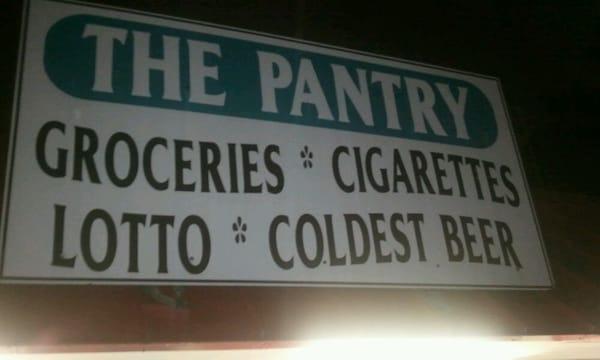 THE PANTRY
GROCERIES * CIGARETTES
LOTTO * COLDEST BEER